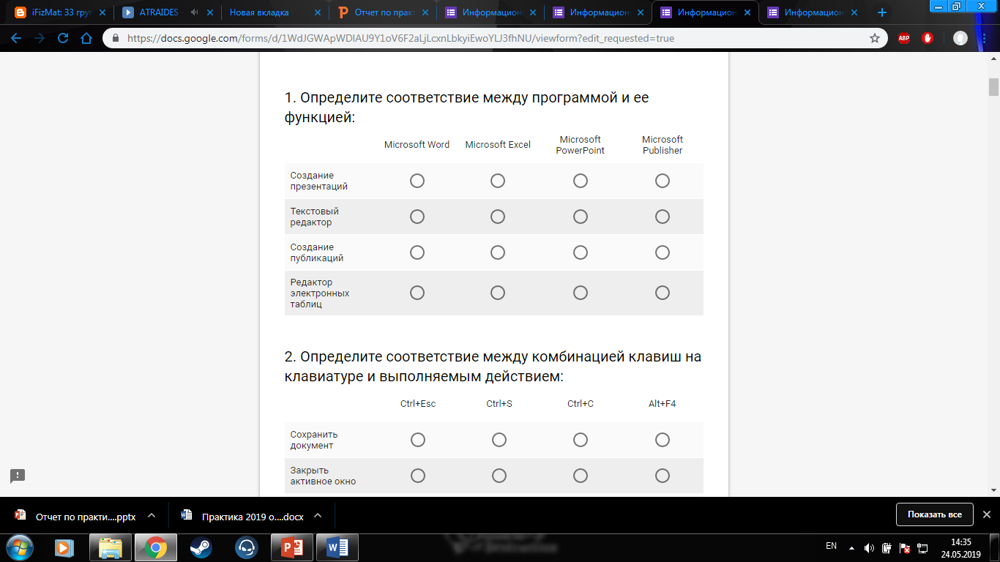 iFizMat: 33 гру
ATRAIDES
Новая вкладка
Отчет по практ
Информацион
Информацион
Информацион
Информацион
https://docs.google.com/forms/d/1WdJGWApWDIAU9Y1oV6F2aLjLcxnLbkyiEwoYLJ3fhNU/viewform?edit_requested=true
ABP
1. Определите соответствие между программой и ее
функцией:
Microsoft Word
Microsoft Excel
Microsoft
PowerPoint
Microsoft
Publisher
Создание
презентаций
Текстовый
редактор
Создание
публикаций
Редактор
электронных
таблиц
2. Определите соответствие между комбинацией клавиш на
клавиатуре и выполняемым действием:
Ctrl+Esc
Ctrl+S
Ctrl+C
Alt+F4
Сохранить
документ
Закрыть
активное окно
Отчет по практи....pptx
Практика 2019 о....docx
Показать все
EN
14:35
24.05.2019